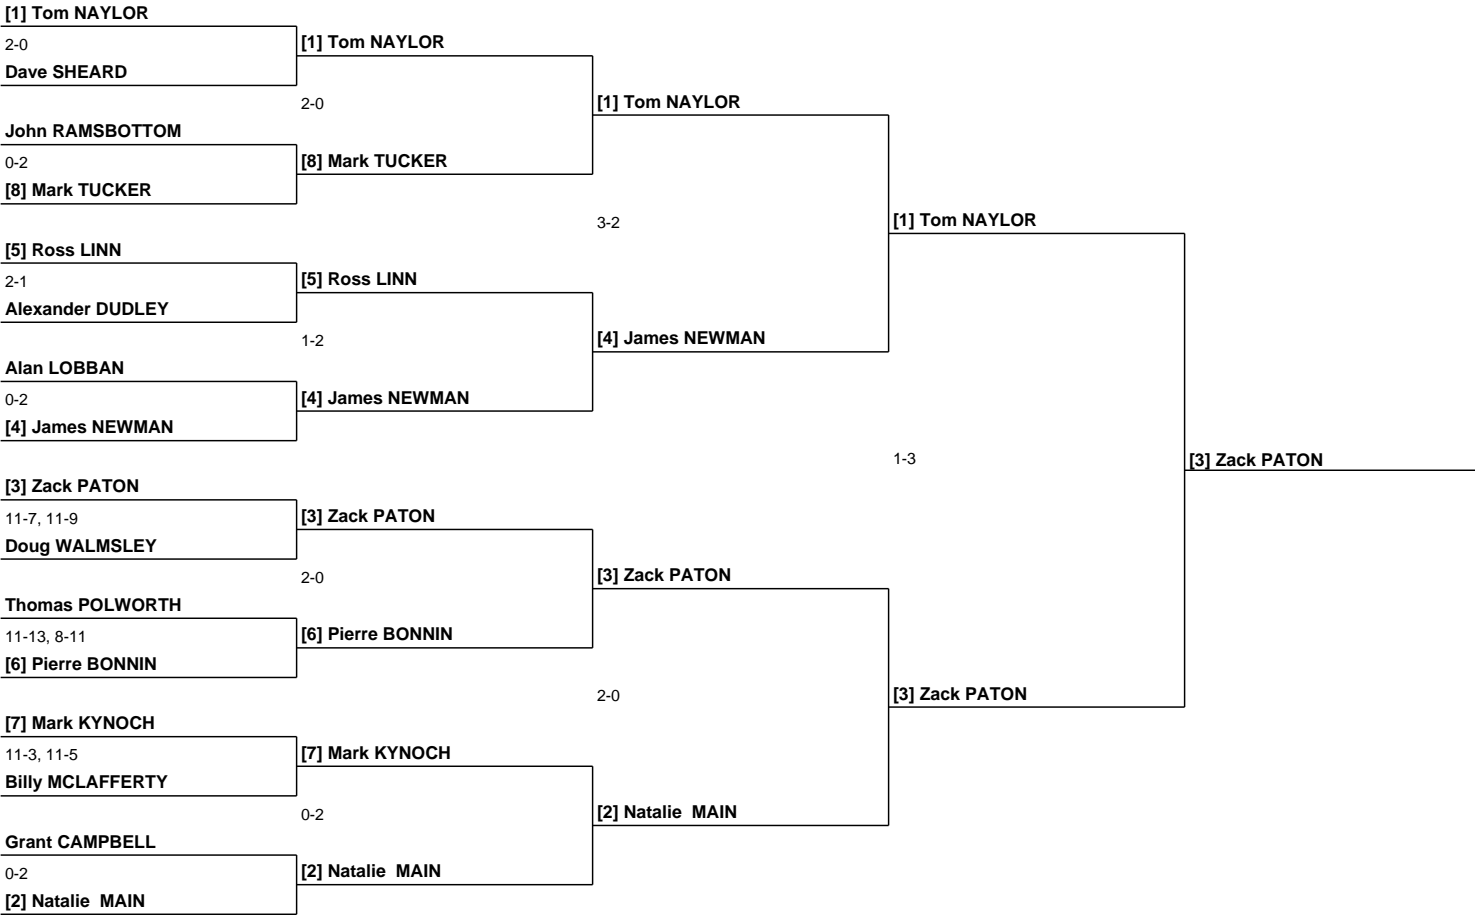 [1] Tom NAYLOR
2-0
Dave SHEARD
John RAMSBOTTOM
0-2
[8] Mark TUCKER
[5] Ross LINN
2-1
Alexander DUDLEY
Alan LOBBAN
0-2
[4] James NEWMAN
[3] Zack PATON
11-7, 11-9
Doug WALMSLEY
Thomas POLWORTH
11-13, 8-11
[6] Pierre BONNIN
[7] Mark KYNOCH
11-3, 11-5
Billy MCLAFFERTY
Grant CAMPBELL
0-2
[2] Natalie  MAIN
[1] Tom NAYLOR
2-0
[8] Mark TUCKER
[5] Ross LINN
1-2
[4] James NEWMAN
[3] Zack PATON
2-0
[6] Pierre BONNIN
[7] Mark KYNOCH
0-2
[2] Natalie  MAIN
[1] Tom NAYLOR
3-2
[4] James NEWMAN
[3] Zack PATON
2-0
[2] Natalie  MAIN
[1] Tom NAYLOR
1-3
[3] Zack PATON
[3] Zack PATON